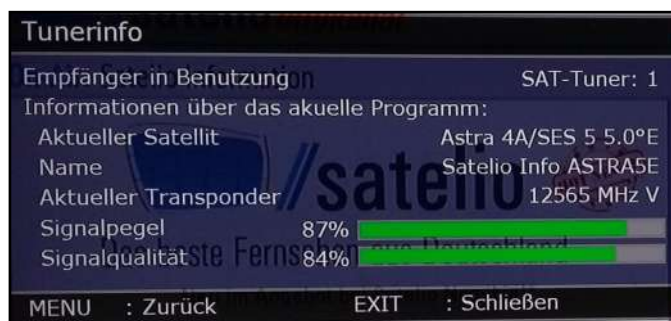 Tunerinfo
Empfänger in Benutzung SAT-Tuner: 1
Informationen über das akuelle Programm:
Aktueller Satellit Astra 4A/SES 5 5.0°E
Name Satelio Info ASTRA5E
Aktueller Transponder 12565 MHz V
Signalpegel 87%
Signalqualität 84%
//satelio
MENU : Zurück EXIT : Schließen